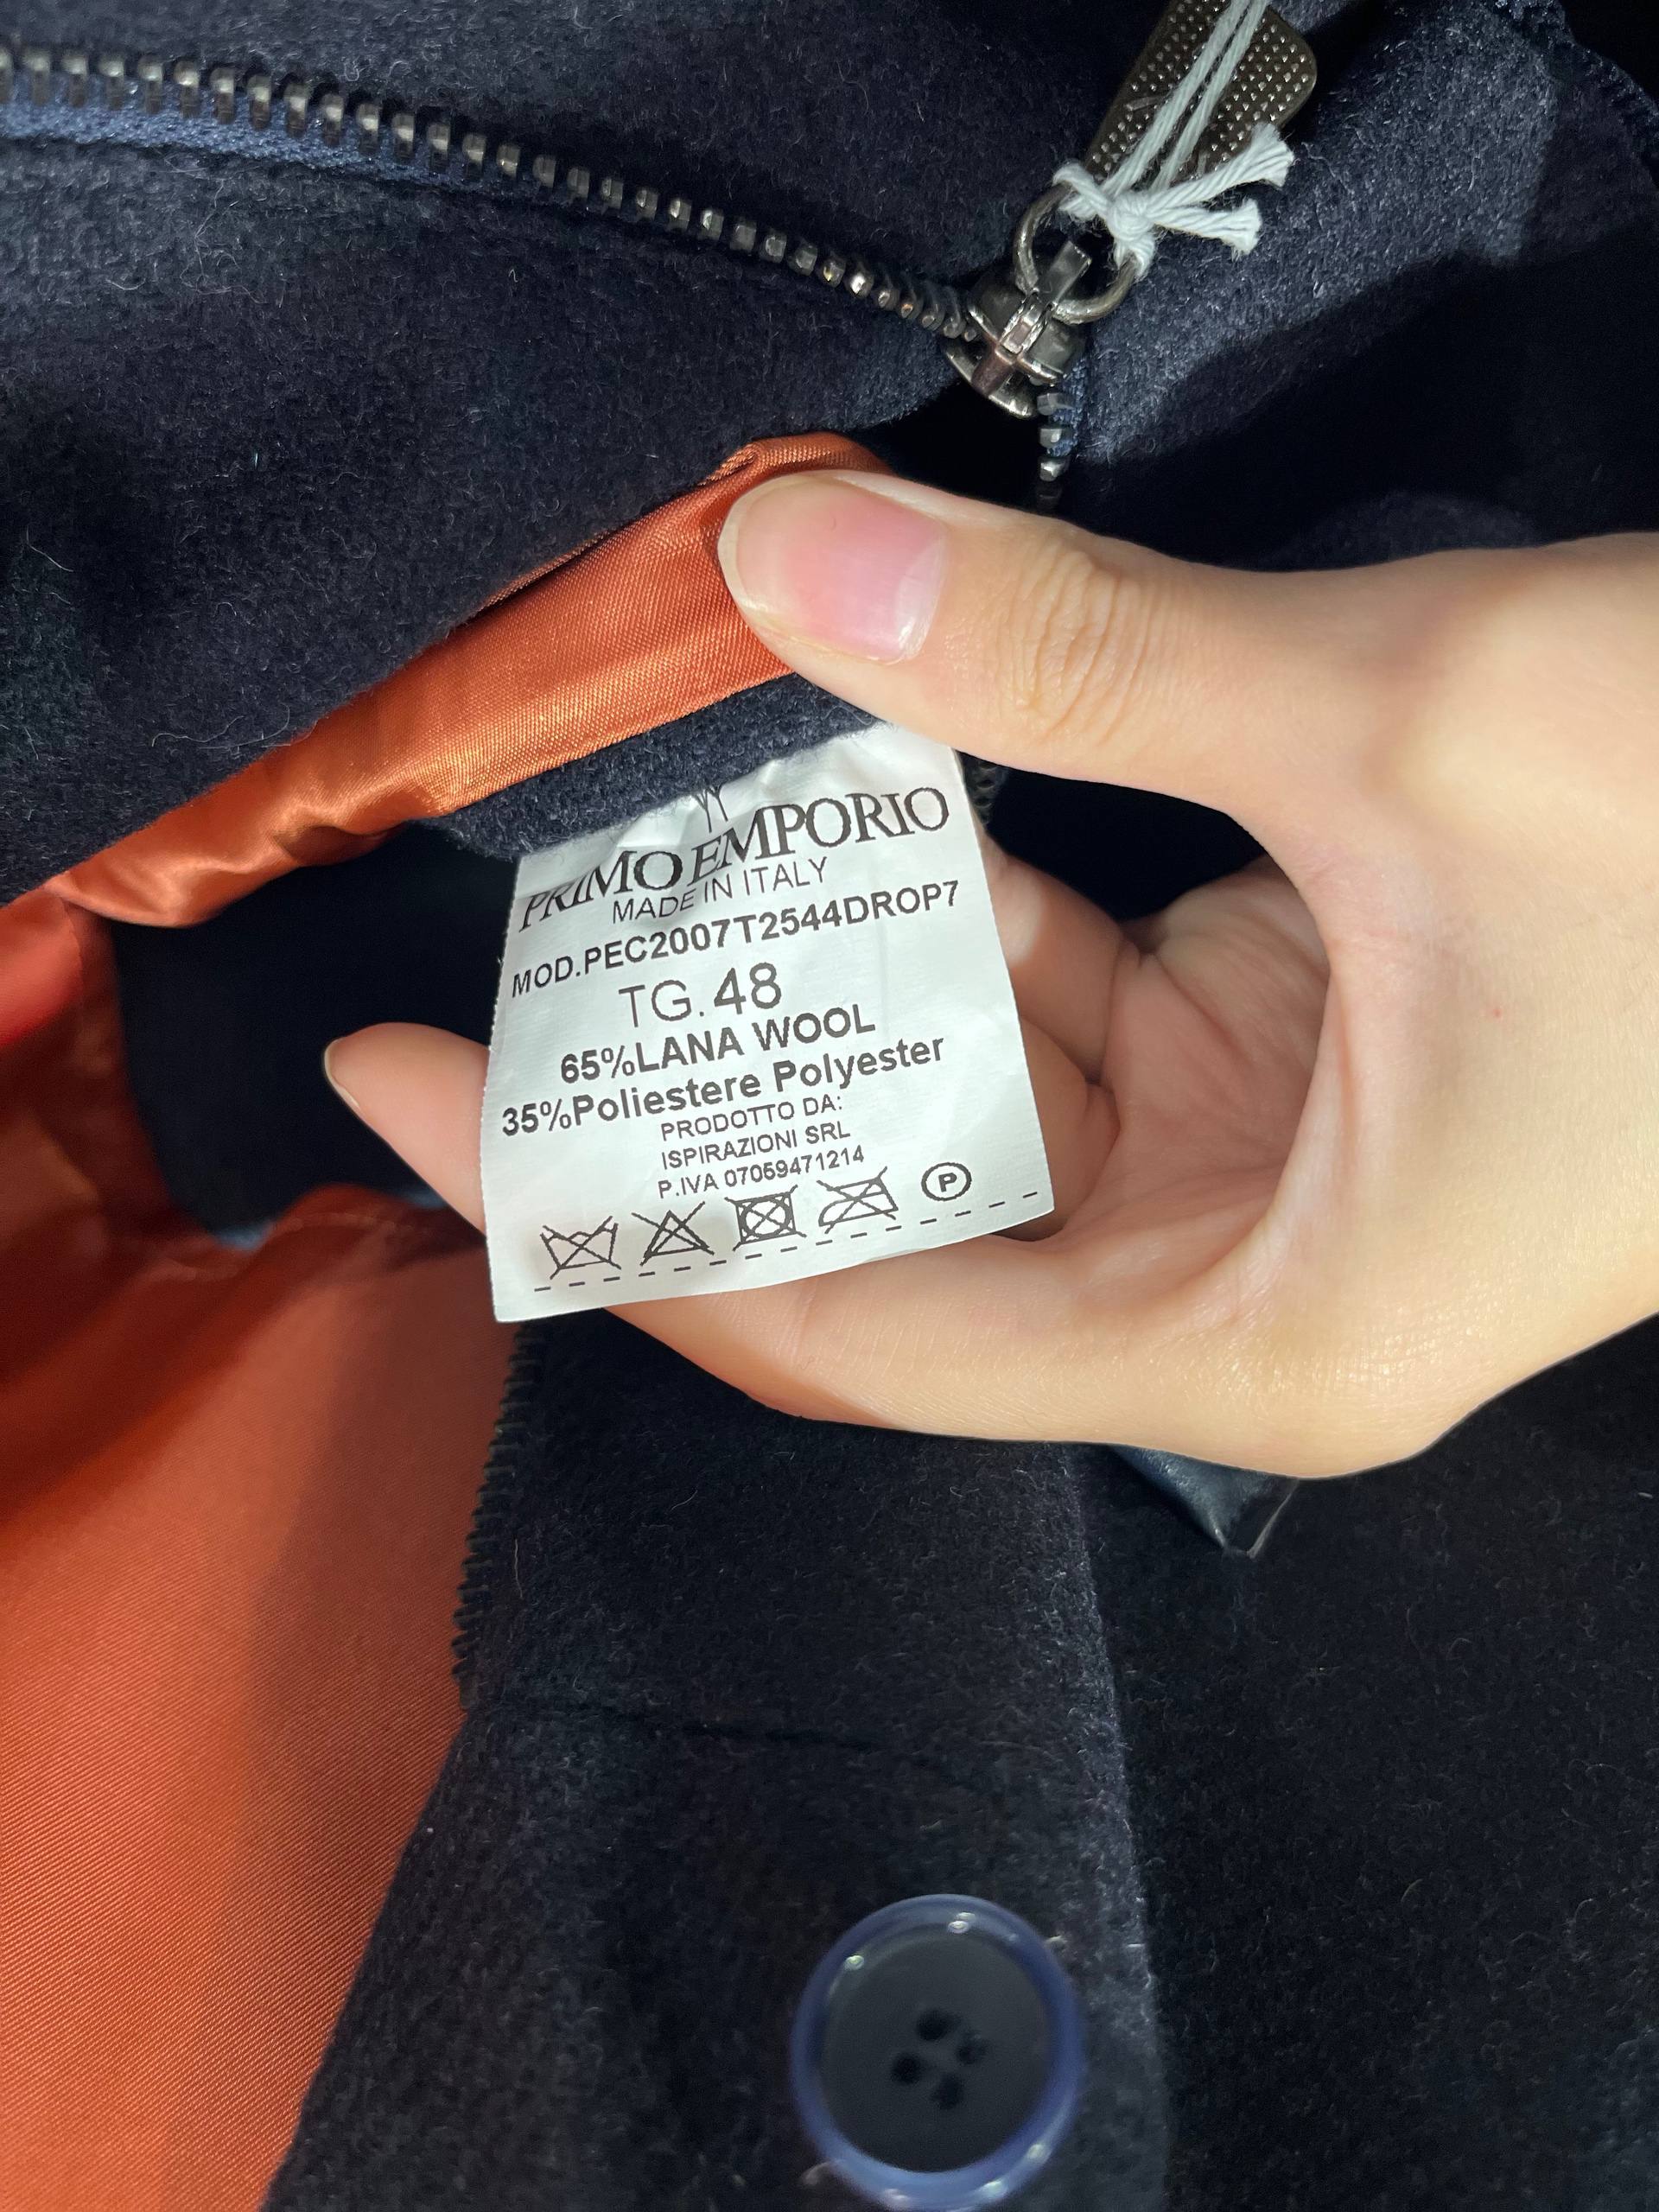 PRIMO EMPORIO
MADE IN ITALY
MOD.PEC2007T2544DROP7
TG.48
65%LANA WOOL
35%Poliestere Polyester
PRODOTTO DA:
ISPIRAZIONI SRL
P.IVA 07059471214
P